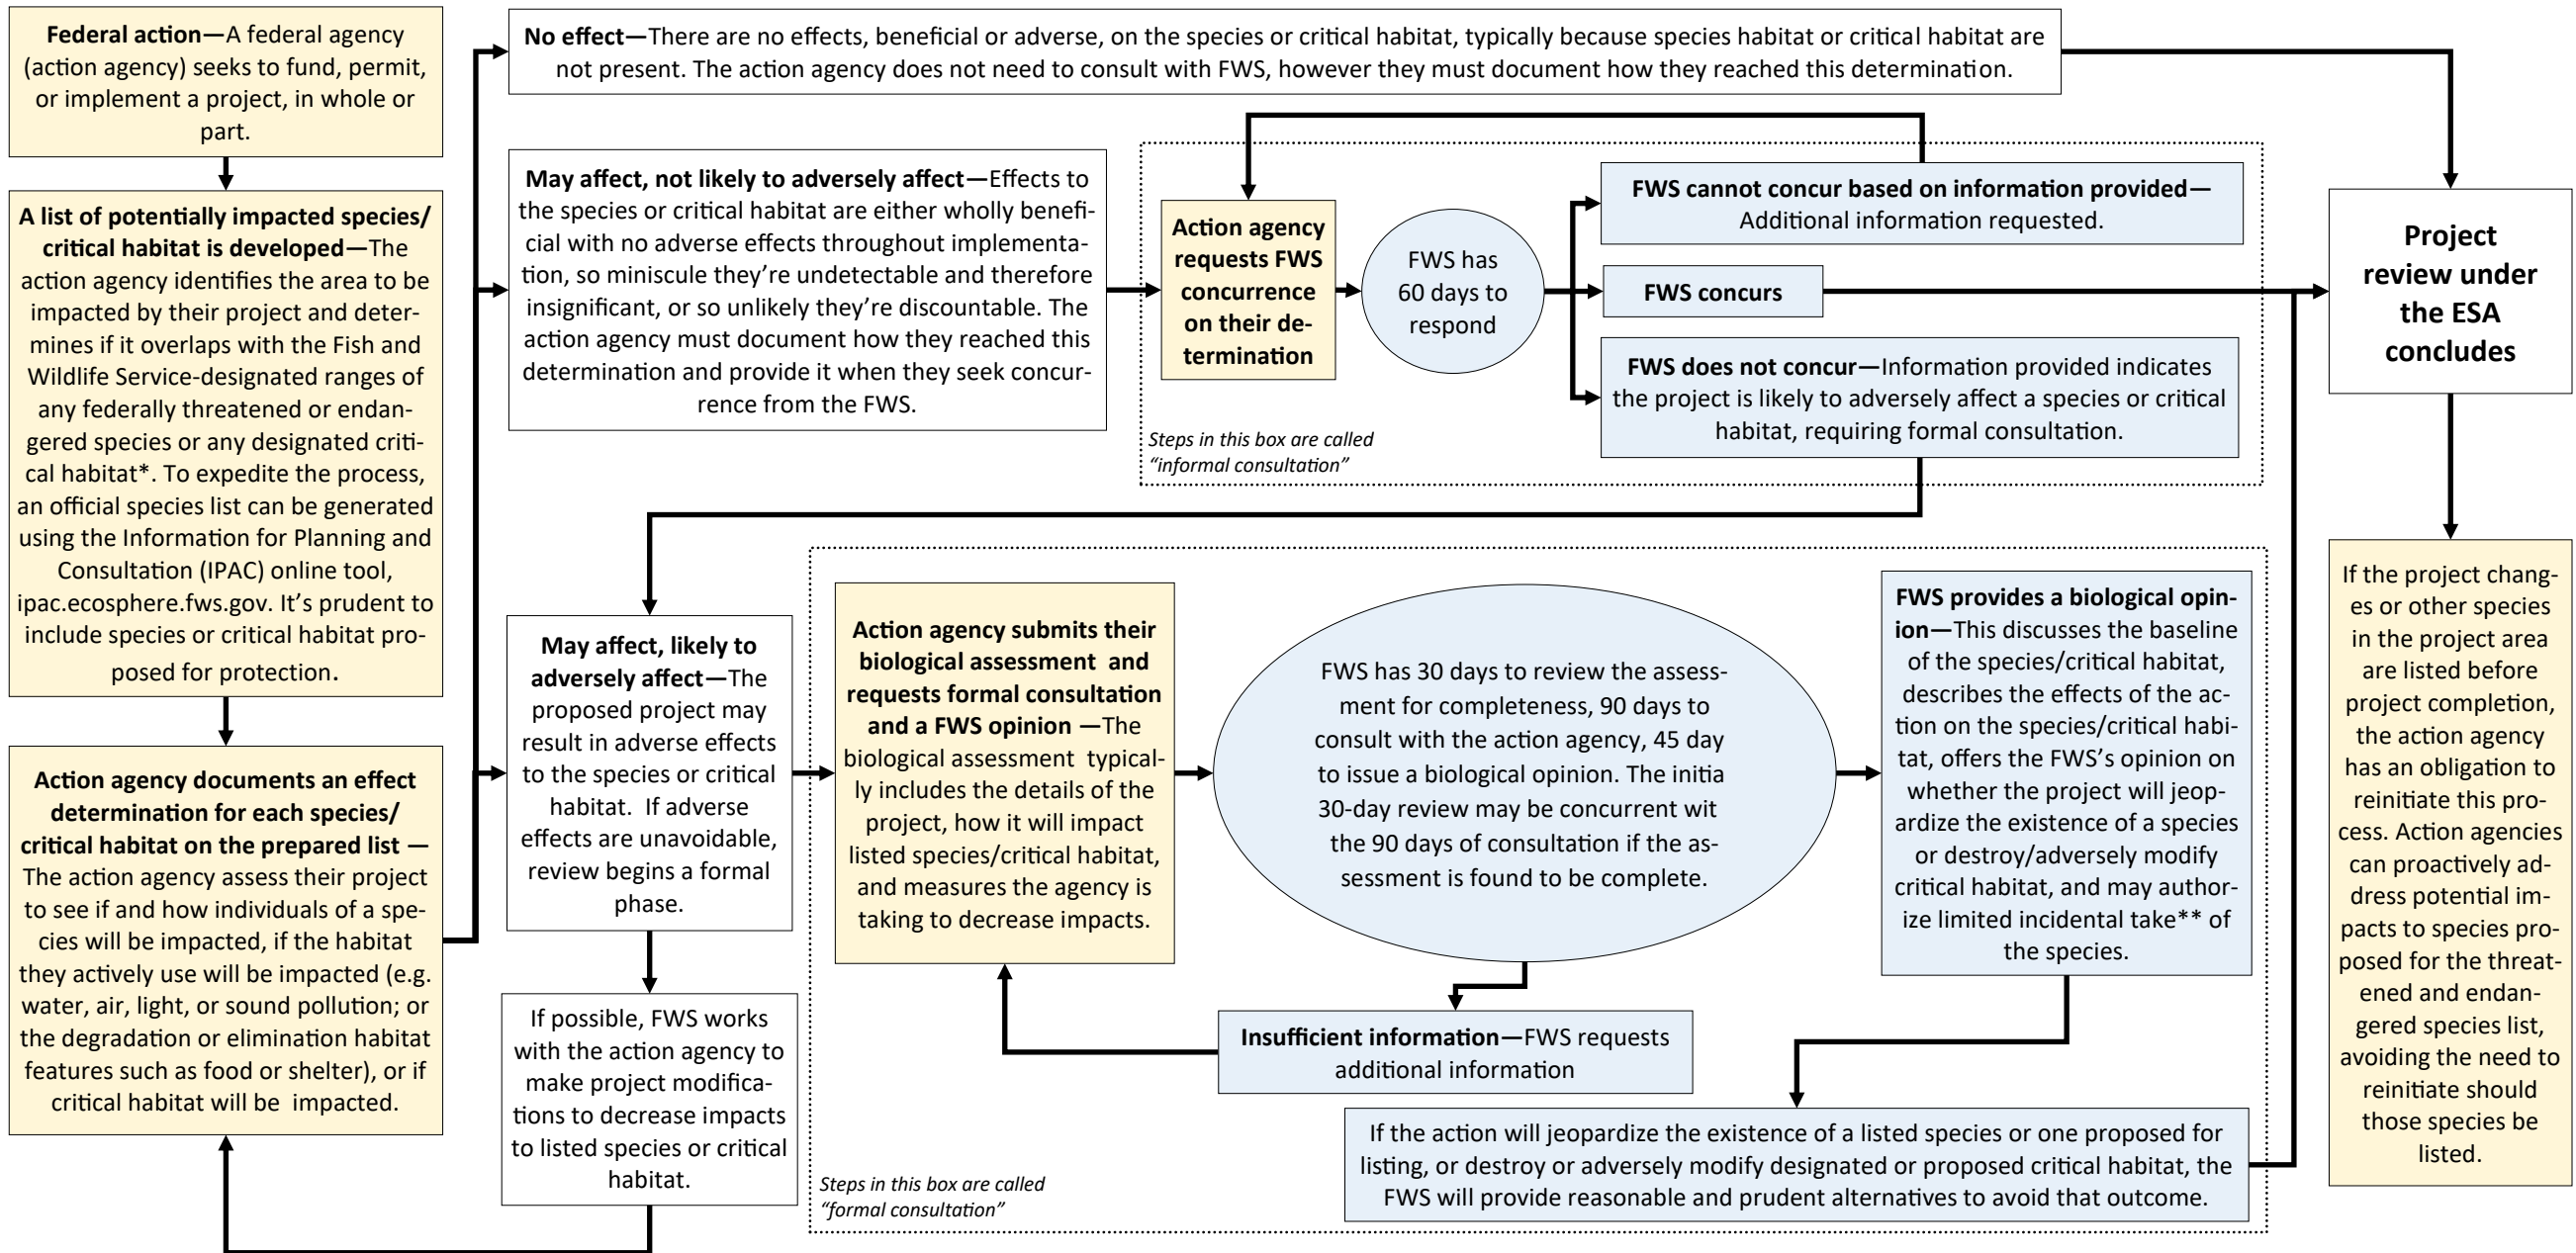 Federal action—A federal agency
(action agency) seeks to fund, permit,
or implement a project, in whole or
part.
A list of potentially impacted species/
critical habitat is developed—The
action agency identifies the area to be
impacted by their project and deter-
mines if it overlaps with the Fish and
Wildlife Service-designated ranges of
any federally threatened or endan-
gered species or any designated criti-
cal habitat*. To expedite the process,
an official species list can be generated
using the Information for Planning and
Consultation (IPAC) online tool,
ipac.ecosphere.fws.gov. It's prudent to
include species or critical habitat pro-
posed for protection.
Action agency documents an effect
determination for each species/
critical habitat on the prepared list —
The action agency assess their project
to see if and how individuals of a spe-
cies will be impacted, if the habitat
they actively use will be impacted (e.g.
water, air, light, or sound pollution; or
the degradation or elimination habitat
features such as food or shelter), or if
critical habitat will be  impacted.
No effect—There are no effects, beneficial or adverse, on the species or critical habitat, typically because species habitat or critical habitat are
not present. The action agency does not need to consult with FWS, however they must document how they reached this determination.
May affect, not likely to adversely affect—Effects to
the species or critical habitat are either wholly benefi-
cial with no adverse effects throughout implementa-
tion, so miniscule they're undetectable and therefore
insignificant, or so unlikely they're discountable. The
action agency must document how they reached this
determination and provide it when they seek concur-
rence from the FWS.
Action agency
requests FWS
concurrence
on their de-
termination
FWS has
60 days to
respond
FWS cannot concur based on information provided—
Additional information requested.
FWS concurs
FWS does not concur—Information provided indicates
the project is likely to adversely affect a species or critical
habitat, requiring formal consultation.
Steps in this box are called
“informal consultation”
May affect, likely to
adversely affect—The
proposed project may
result in adverse effects
to the species or critical
habitat.  If adverse
effects are unavoidable,
review begins a formal
phase.
If possible, FWS works
with the action agency to
make project modifica-
tions to decrease impacts
to listed species or critical
habitat.
Action agency submits their
biological assessment  and
requests formal consultation
and a FWS opinion —The
biological assessment  typical-
ly includes the details of the
project, how it will impact
listed species/critical habitat,
and measures the agency is
taking to decrease impacts.
FWS has 30 days to review the assess-
ment for completeness, 90 days to
consult with the action agency, 45 day
to issue a biological opinion. The initia
30-day review may be concurrent wit
the 90 days of consultation if the as-
sessment is found to be complete.
Insufficient information—FWS requests
additional information
FWS provides a biological opin-
ion—This discusses the baseline
of the species/critical habitat,
describes the effects of the ac-
tion on the species/critical habi-
tat, offers the FWS's opinion on
whether the project will jeop-
ardize the existence of a species
or destroy/adversely modify
critical habitat, and may author-
ize limited incidental take** of
the species.
If the action will jeopardize the existence of a listed species or one proposed for
listing, or destroy or adversely modify designated or proposed critical habitat, the
FWS will provide reasonable and prudent alternatives to avoid that outcome.
Steps in this box are called
“formal consultation”
Project
review under
the ESA
concludes
If the project chang-
es or other species
in the project area
are listed before
project completion,
the action agency
has an obligation to
reinitiate this pro-
cess. Action agencies
can proactively ad-
dress potential im-
pacts to species pro-
posed for the threat-
ened and endan-
gered species list,
avoiding the need to
reinitiate should
those species be
listed.